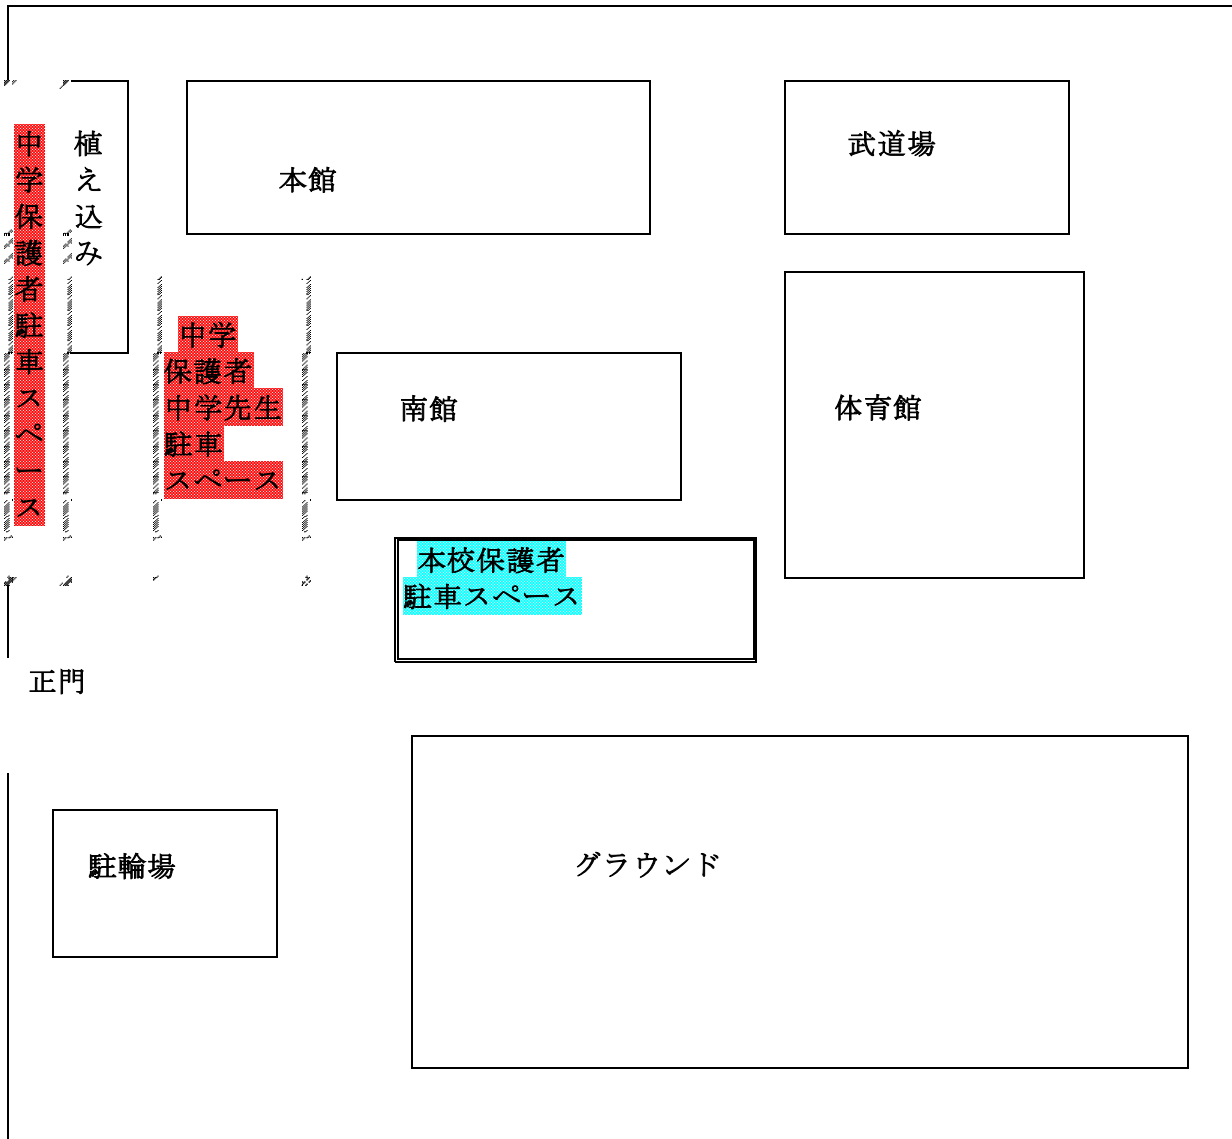 中学保護者駐車スペース
植え込み
本館
武道場
中学
保護者
中学先生
駐車
スペース
南館
体育館
本校保護者
駐車スペース
正門
駐輪場
グラウンド